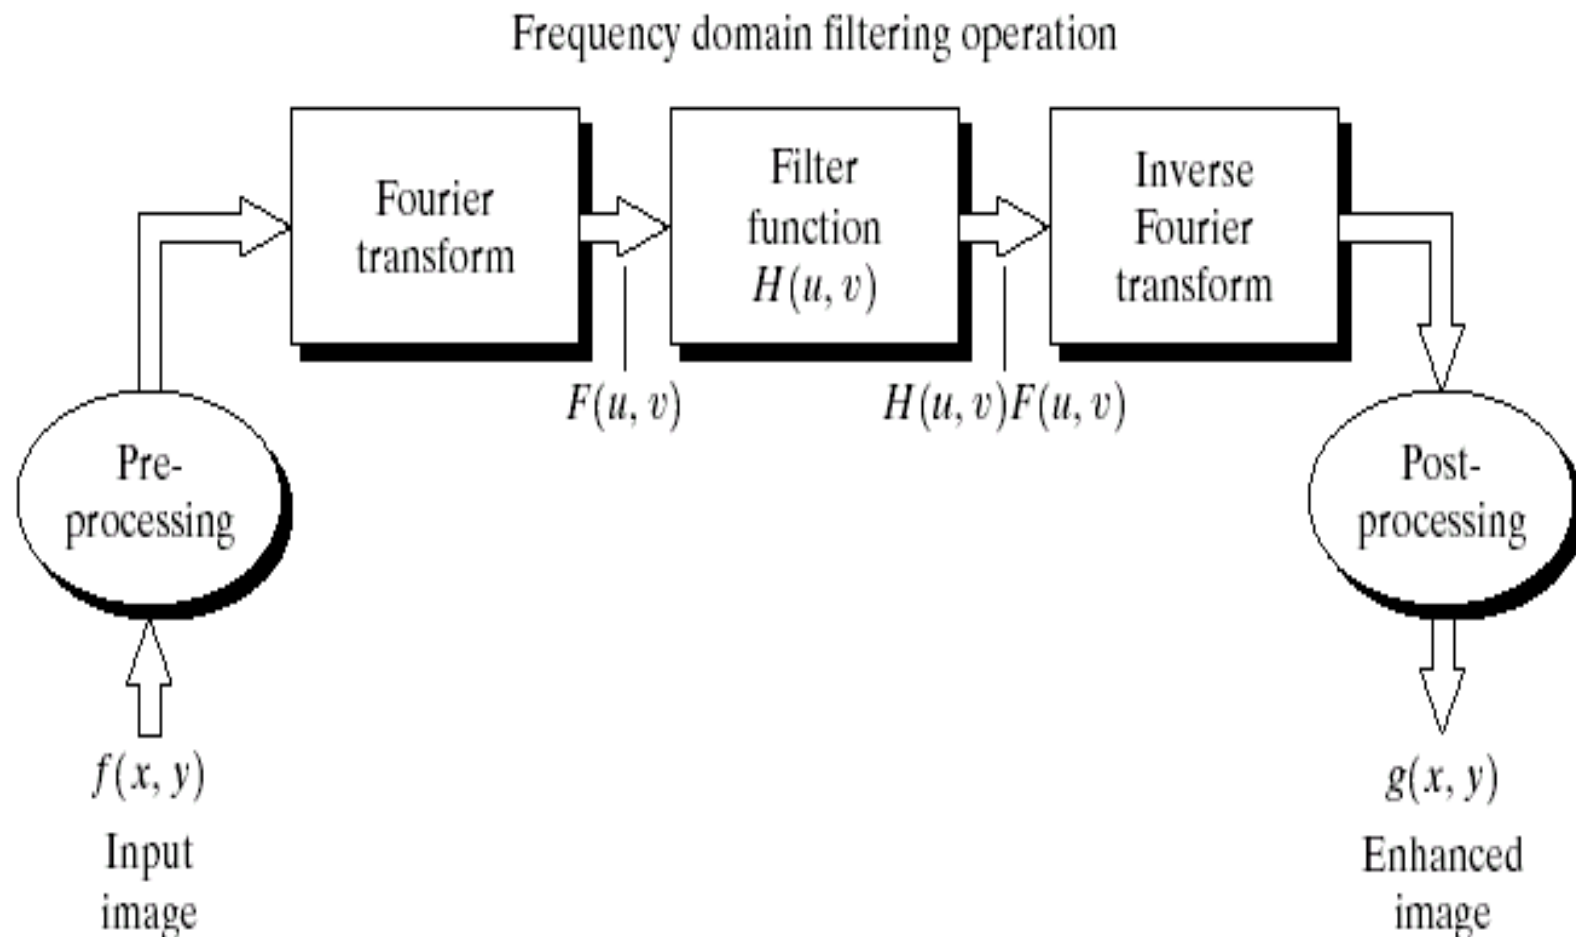 Frequency domain filtering operation
Fourier
transform
Filter
function
H(u, v)
Inverse
Fourier
transform
F(u, v)
H(u, v)F(u, v)
Pre-
processing
Post-
processing
f(x, y)
Input
image
g(x, y)
Enhanced
image